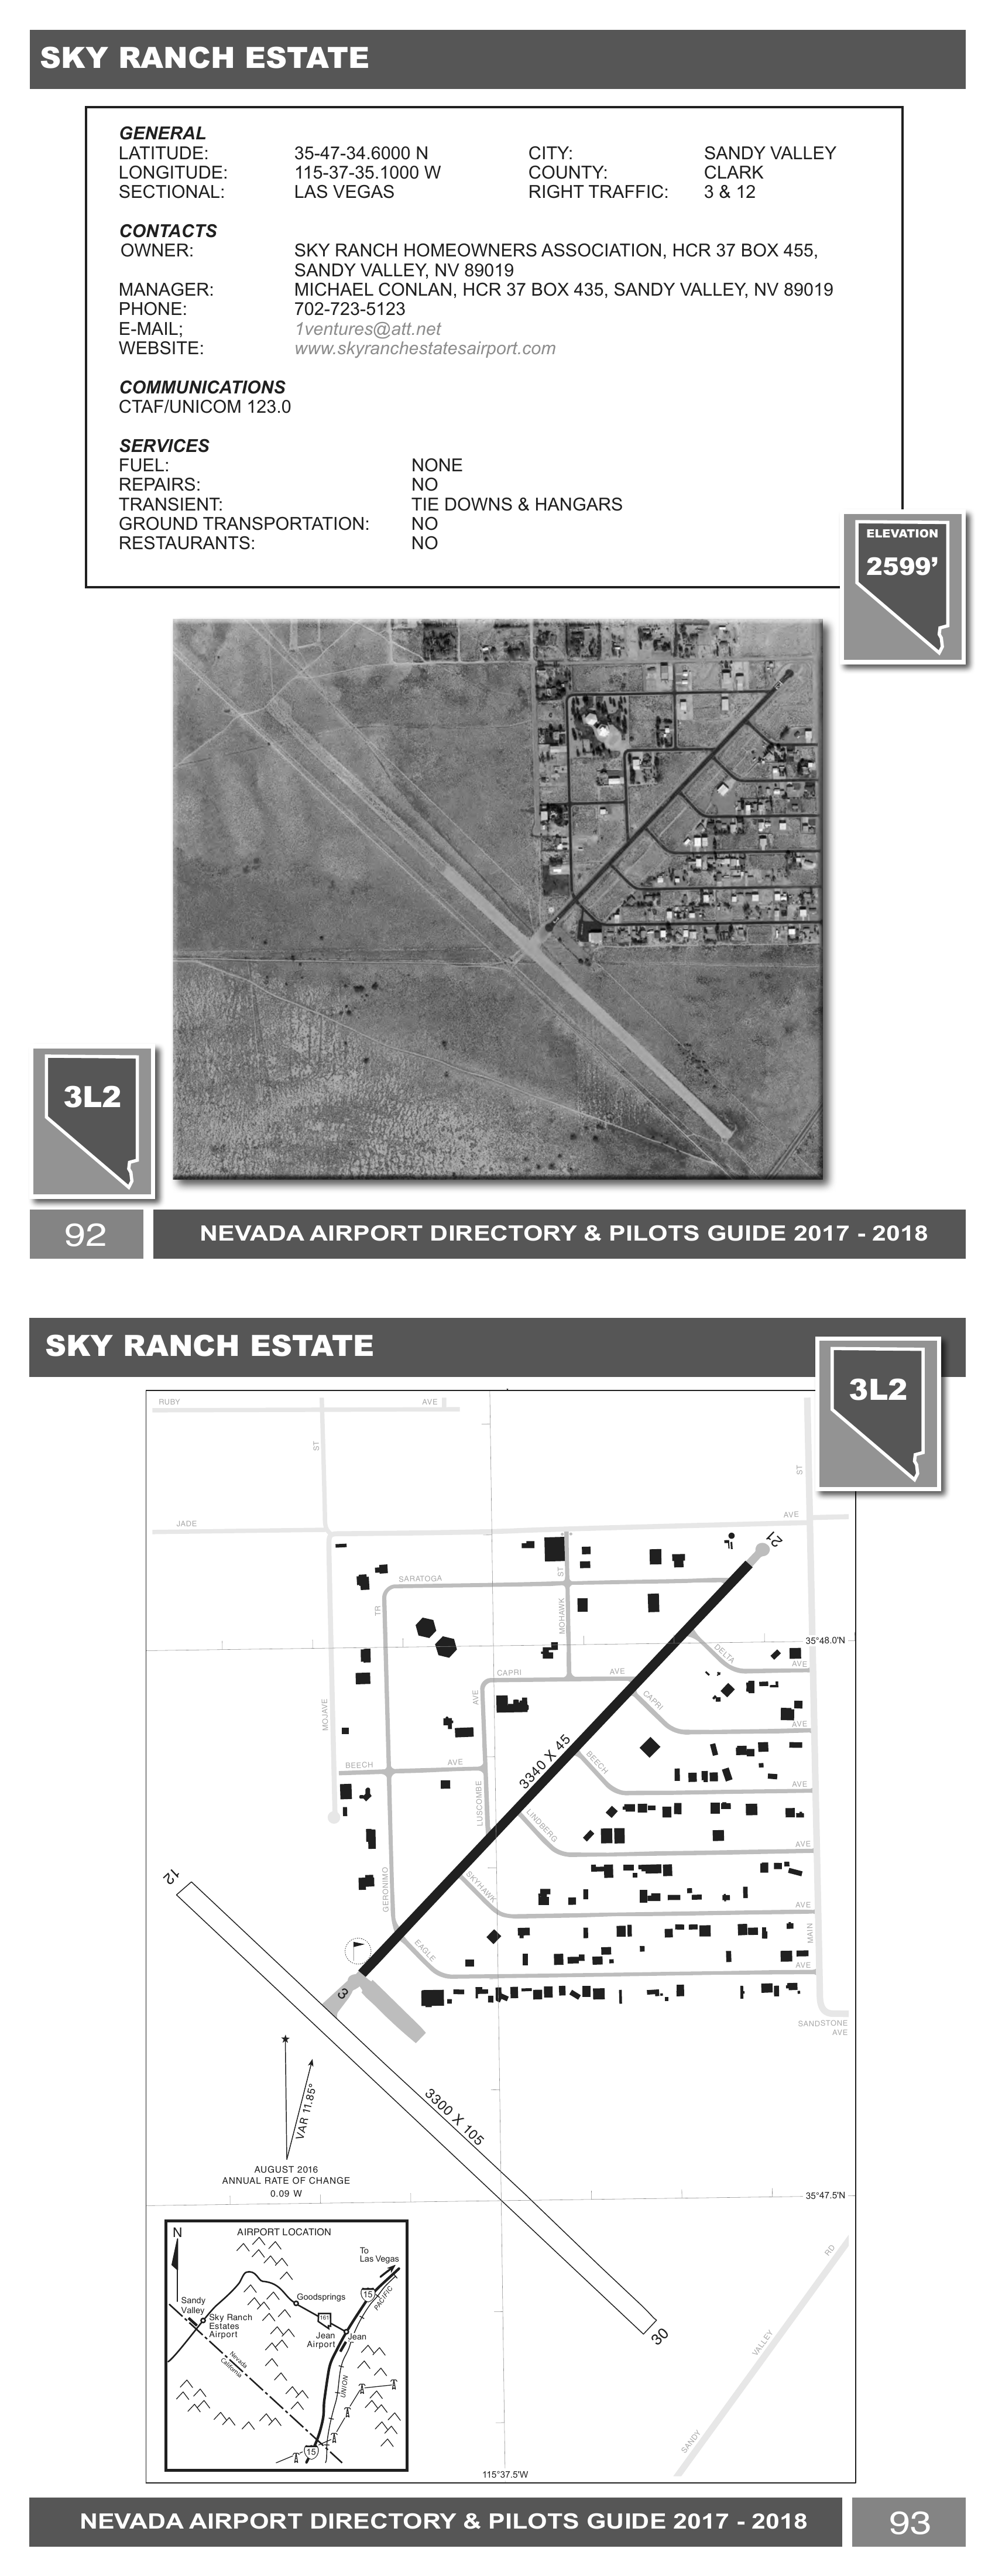 SKY RANCH ESTATE
GENERAL
LATITUDE: 35-47-34.6000 N CITY: SANDY VALLEY
LONGITUDE: 115-37-35.1000 W COUNTY: CLARK
SECTIONAL: LAS VEGAS RIGHT TRAFFIC: 3 & 12
CONTACTS
OWNER: SKY RANCH HOMEOWNERS ASSOCIATION, HCR 37 BOX 455,
SANDY VALLEY, NV 89019
MANAGER: MICHAEL CONLAN, HCR 37 BOX 435, SANDY VALLEY, NV 89019
PHONE: 702-723-5123
E-MAIL; 1ventures@att.net
WEBSITE: www.skyranchestatesairport.com
COMMUNICATIONS
CTAF/UNICOM 123.0
SERVICES
FUEL: NONE
REPAIRS: NO
TRANSIENT: TIE DOWNS & HANGARS
GROUND TRANSPORTATION: NO
RESTAURANTS: NO
ELEVATION
2599’
3L2
92
NEVADA AIRPORT DIRECTORY & PILOTS GUIDE 2017 - 2018
SKY RANCH ESTATE
3L2
RUBY AVE
ST
ST
JADE AVE
21
SARATOGA
ST
TR
MOHAWK
35°48.0'N
DELTA
AVE
CAPRI AVE
AVE
CAPRI
MOJAVE
AVE
3340 X 45
BEECH AVE
BEECH
AVE
LUSCOMBE
LINDBERG
AVE
12
GERONIMO
SKYHAWK
AVE
MAIN
EAGLE
AVE
3
SANDSTONE
AVE
VAR 11.85°
3300 X 105
AUGUST 2016
ANNUAL RATE OF CHANGE
0.09 W
35°47.5'N
RD
VALLEY
SANDY
30
N
AIRPORT LOCATION
To
Las Vegas
15
PACIFIC
Goodsprings
161
Sandy
Valley
Sky Ranch
Estates
Airport
Jean
Airport
Jean
Nevada
California
UNION
15
115°37.5'W
NEVADA AIRPORT DIRECTORY & PILOTS GUIDE 2017 - 2018
93